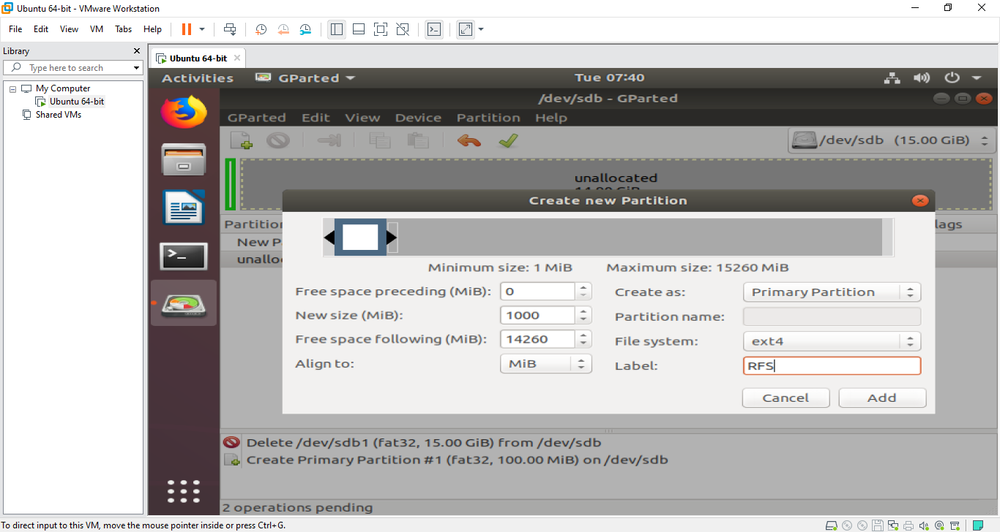 Ubuntu 64-bit - VMware Workstation
File Edit View VM Tabs Help
Library
Type here to search
My Computer
Ubuntu 64-bit
Shared VMs
Ubuntu 64-bit
Activities GParted Tue 07:40
/dev/sdb - GParted
GParted Edit View Device Partition Help
/dev/sdb (15.00 GiB)
unallocated
Create new Partition
Partition
lags
New P
unallo
Minimum size: 1 MiB Maximum size: 15260 MiB
Free space preceding (MiB): 0 Create as: Primary Partition
New size (MiB): 1000 Partition name:
Free space following (MiB): 14260 File system: ext4
Align to: MiB Label: RFS
Cancel Add
Delete /dev/sdb1 (fat32, 15.00 GiB) from /dev/sdb
Create Primary Partition #1 (fat32, 100.00 MiB) on /dev/sdb
2 operations pending
To direct input to this VM, move the mouse pointer inside or press Ctrl+G.